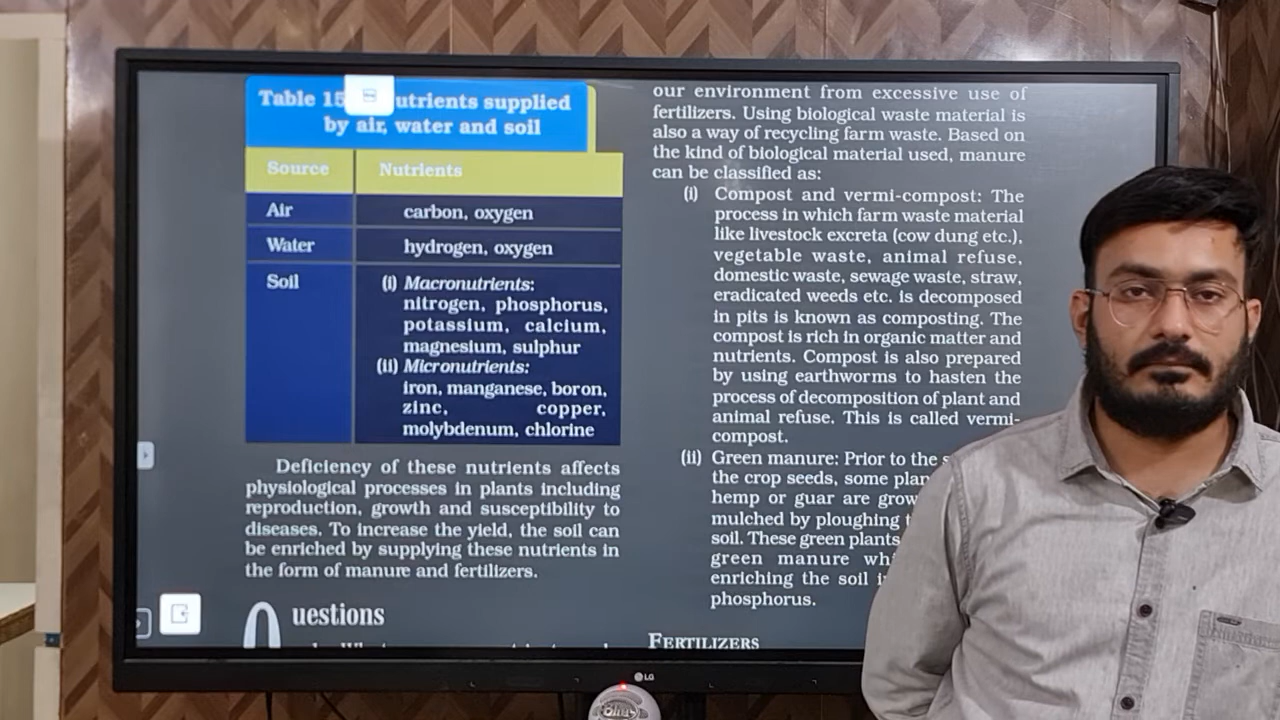 Table 15 utrients supplied
by air, water and soil
Source Nutrients
Air carbon, oxygen
Water hydrogen, oxygen
Soil (i) Macronutrients:
nitrogen, phosphorus,
potassium, calcium,
magnesium, sulphur
(ii) Micronutrients:
iron, manganese, boron,
zinc, copper,
molybdenum, chlorine
Deficiency of these nutrients affects
physiological processes in plants including
reproduction, growth and susceptibility to
diseases. To increase the yield, the soil can
be enriched by supplying these nutrients in
the form of manure and fertilizers.
Questions
our environment from excessive use of
fertilizers. Using biological waste material is
also a way of recycling farm waste. Based on
the kind of biological material used, manure
can be classified as:
(i) Compost and vermi-compost: The
process in which farm waste material
like livestock excreta (cow dung etc.),
vegetable waste, animal refuse,
domestic waste, sewage waste, straw,
eradicated weeds etc. is decomposed
in pits is known as composting. The
compost is rich in organic matter and
nutrients. Compost is also prepared
by using earthworms to hasten the
process of decomposition of plant and
animal refuse. This is called vermi-
compost.
(ii) Green manure: Prior to the
the crop seeds, some
hemp or guar are
mulched by ploughing
soil. These green plants
green manure
enriching the soil
phosphorus.
FERTILIZERS
LG